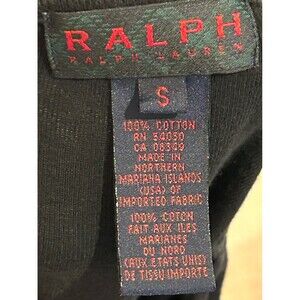 RALPH
RALPH LAUREN
S
100% COTTON
RN 54030
CA 08349
MADE IN
NORTHERN
MARIANA ISLANDS
(USA) OF
IMPORTED FABRIC
100% COTON
FAIT AUX ILES
MARIANES
DU NORD
(AUX ETATS UNIS)
DE TISSU IMPORTE